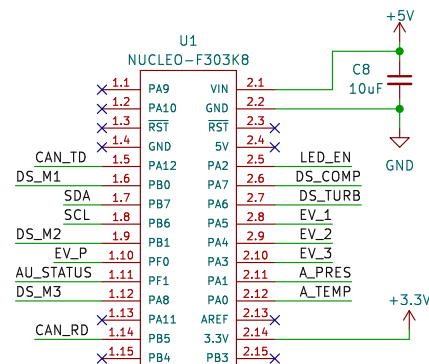 +5V
U1
NUCLEO-F303K8
C8
10uF
GND
1.1 PA9 VIN 2.1
1.2 PA10 GND 2.2
1.3 RST RST 2.3
1.4 GND 5V 2.4
CAN_TD 1.5 PA12 PA2 2.5 LED_EN
DS_M1 1.6 PB0 PA7 2.6 DS_COMP
SDA 1.7 PB7 PA6 2.7 DS_TURB
SCL 1.8 PB6 PA5 2.8 EV_1
DS_M2 1.9 PB1 PA4 2.9 EV_2
EV_P 1.10 PF0 PA3 2.10 EV_3
AU_STATUS 1.11 PF1 PA1 2.11 A_PRES
DS_M3 1.12 PA8 PA0 2.12 A_TEMP
+3.3V
1.13 PA11 AREF 2.13
CAN_RD 1.14 PB5 3.3V 2.14
1.15 PB4 PB3 2.15